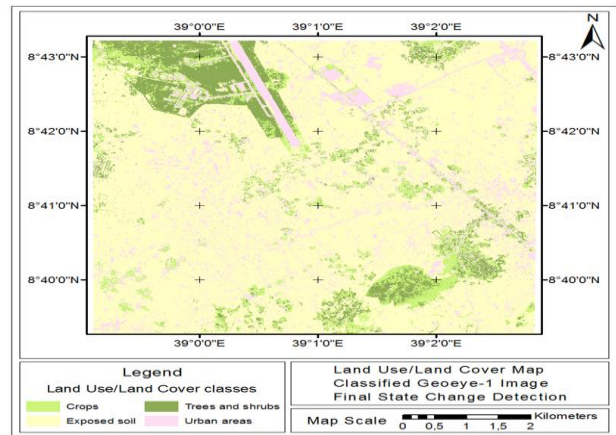 39°0'0"E 39°1'0"E 39°2'0"E
N
8°43'0"N 8°43'0"N
8°42'0"N 8°42'0"N
8°41'0"N 8°41'0"N
8°40'0"N 8°40'0"N
39°0'0"E 39°1'0"E 39°2'0"E
Legend
Land Use/Land Cover classes
Crops Trees and shrubs
Exposed soil Urban areas
Land Use/Land Cover Map
Classified Geoeye-1 Image
Final State Change Detection
Kilometers
Map Scale 0 0,5 1 1,5 2